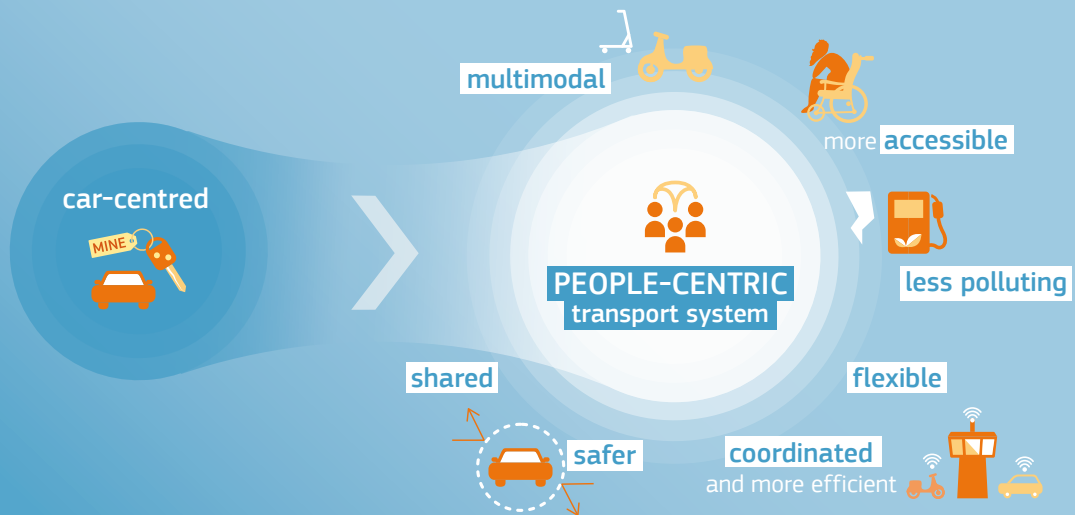 car-centred
MINE
multimodal
more accessible
PEOPLE-CENTRIC
transport system
less polluting
shared
flexible
safer
coordinated
and more efficient